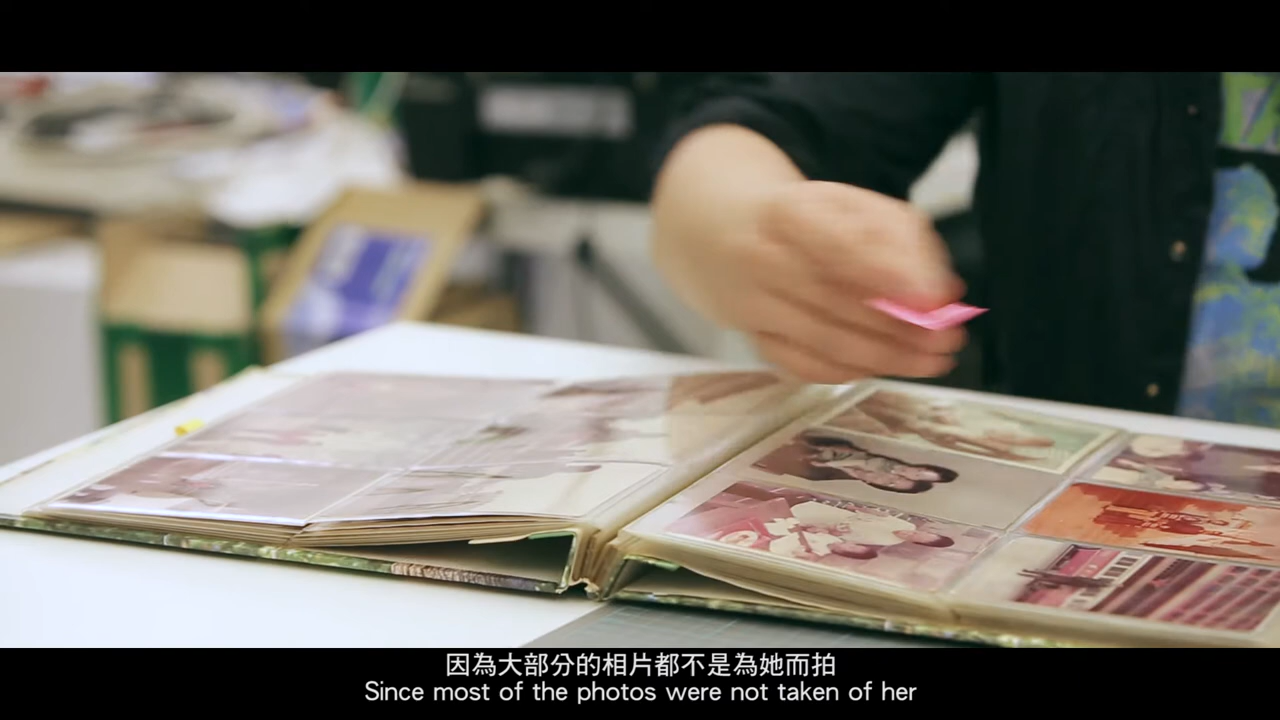 因為大部分的相片都不是為她而拍
Since most of the photos were not taken of her